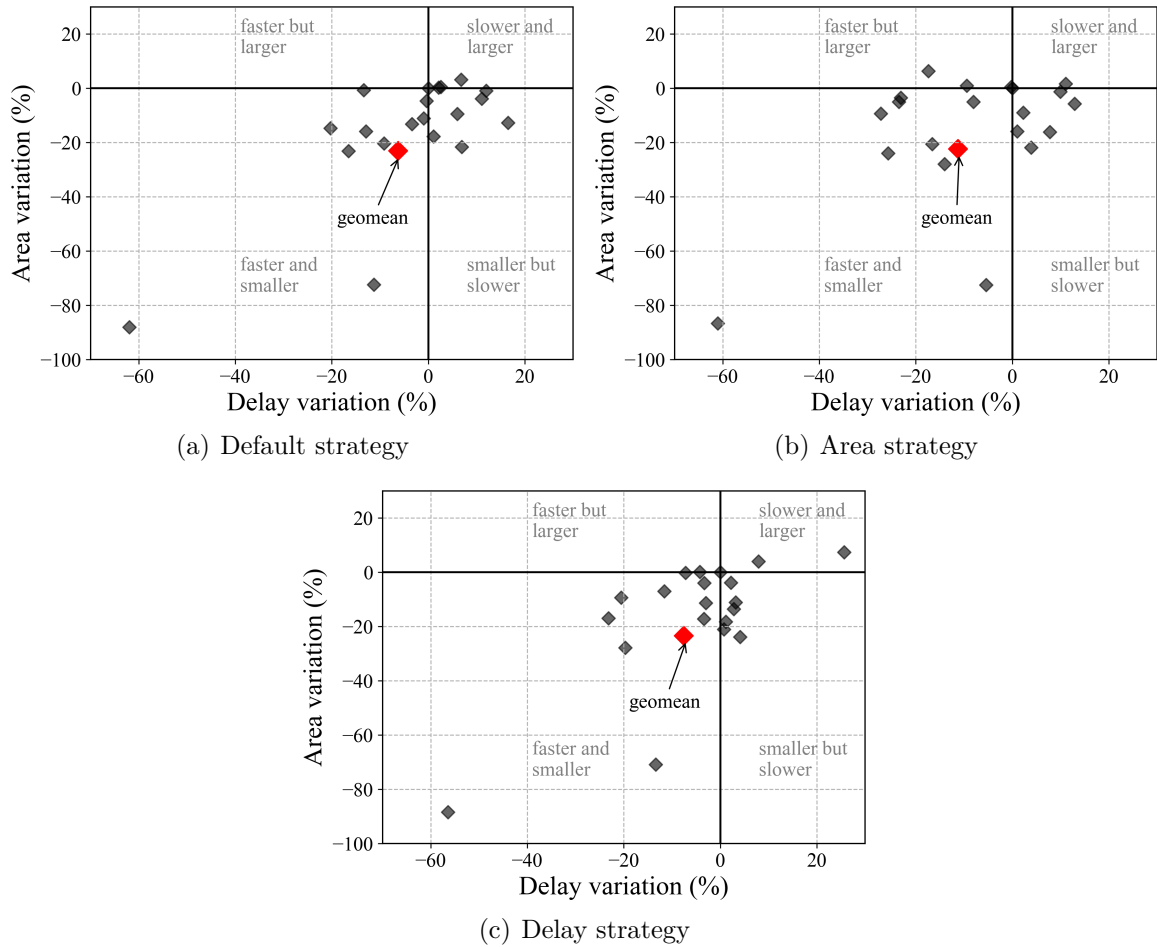 faster but
larger
slower and
larger
20
0
−20
−40
−60
−80
−100
Area variation (%)
geomean
faster and
smaller
smaller but
slower
−60
−40
−20
0
20
Delay variation (%)
(a) Default strategy
faster but
larger
slower and
larger
20
0
−20
−40
−60
−80
−100
Area variation (%)
geomean
faster and
smaller
smaller but
slower
−60
−40
−20
0
20
Delay variation (%)
(b) Area strategy
faster but
larger
slower and
larger
20
0
−20
−40
−60
−80
−100
Area variation (%)
geomean
faster and
smaller
smaller but
slower
−60
−40
−20
0
20
Delay variation (%)
(c) Delay strategy